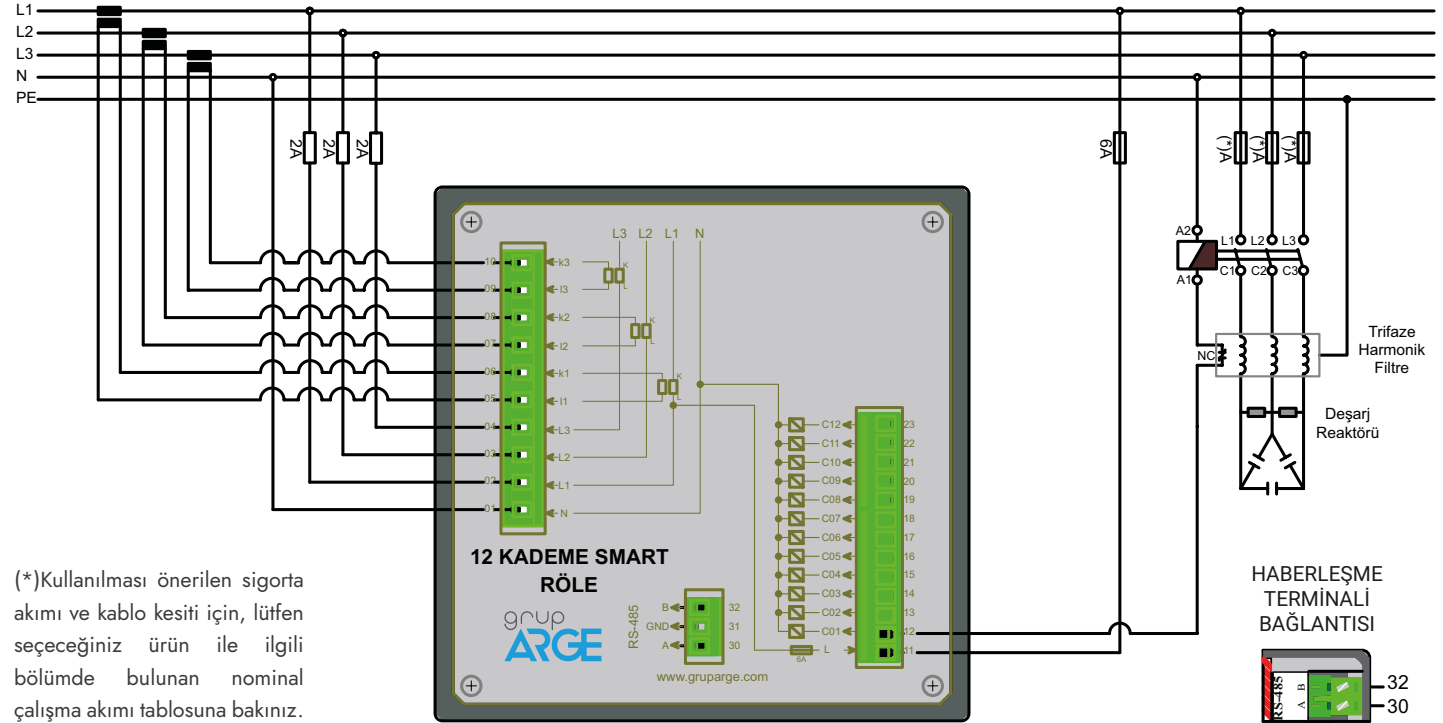 L1
L2
L3
N
PE
2A
2A
2A
6A
(*)A
(*)A
(*)A
L3 L2 L1 N
10 k3
09 l3
08 k2
07 l2
06 k1
05 l1
04 L3
03 L2
02 L1
01 N
K
L
K
L
K
L
C12 23
C11 22
C10 21
C09 20
C08 19
C07 18
C06 17
C05 16
C04 15
C03 14
C02 13
C01 12
L 11
6A
12 KADEME SMART
RÖLE
grup
ARGE
RS-485
B 32
GND 31
A 30
www.gruparge.com
A2 L1 L2 L3
A1 C1 C2 C3
NC
Trifaze
Harmonik
Filtre
Deşarj
Reaktörü
(*)Kullanılması önerilen sigorta
akımı ve kablo kesiti için, lütfen
seçeceğiniz ürün ile ilgili
bölümde bulunan nominal
çalışma akımı tablosuna bakınız.
HABERLEŞME
TERMİNALİ
BAĞLANTISI
RS-485
B 32
A 30